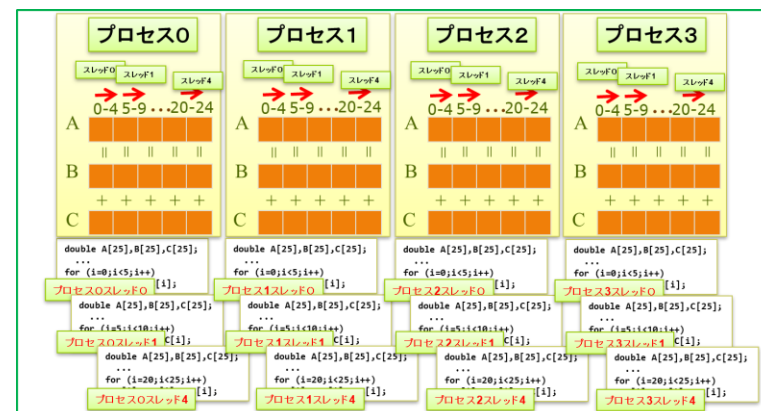 プロセス0
スレッド0
スレッド1
スレッド4
0-4 5-9 ...20-24
A
B
+ + + + +
C
プロセス1
スレッド0
スレッド1
スレッド4
0-4 5-9 ...20-24
A
B
+ + + + +
C
プロセス2
スレッド0
スレッド1
スレッド4
0-4 5-9 ...20-24
A
B
+ + + + +
C
プロセス3
スレッド0
スレッド1
スレッド4
0-4 5-9 ...20-24
A
B
+ + + + +
C
double A[25],B[25],C[25];
...
for (i=0;i<5;i++)
[i];
プロセス0スレッド0
double A[25],B[25],C[25];
...
for (i=5;i<10;i++)
C[i];
プロセス0スレッド1
double A[25],B[25],C[25];
...
for (i=20;i<25;i++)
[i];
プロセス0スレッド4
double A[25],B[25],C[25];
...
for (i=0;i<5;i++)
[i];
プロセス1スレッド0
double A[25],B[25],C[25];
...
for (i=5;i<10;i++)
C[i];
プロセス1スレッド1
double A[25],B[25],C[25];
...
for (i=20;i<25;i++)
[i];
プロセス1スレッド4
double A[25],B[25],C[25];
...
for (i=0;i<5;i++)
[i];
プロセス2スレッド0
double A[25],B[25],C[25];
...
for (i=5;i<10;i++)
C[i];
プロセス2スレッド1
double A[25],B[25],C[25];
...
for (i=20;i<25;i++)
[i];
プロセス2スレッド4
double A[25],B[25],C[25];
...
for (i=0;i<5;i++)
[i];
プロセス3スレッド0
double A[25],B[25],C[25];
...
for (i=5;i<10;i++)
C[i];
プロセス3スレッド1
double A[25],B[25],C[25];
...
for (i=20;i<25;i++)
[i];
プロセス3スレッド4